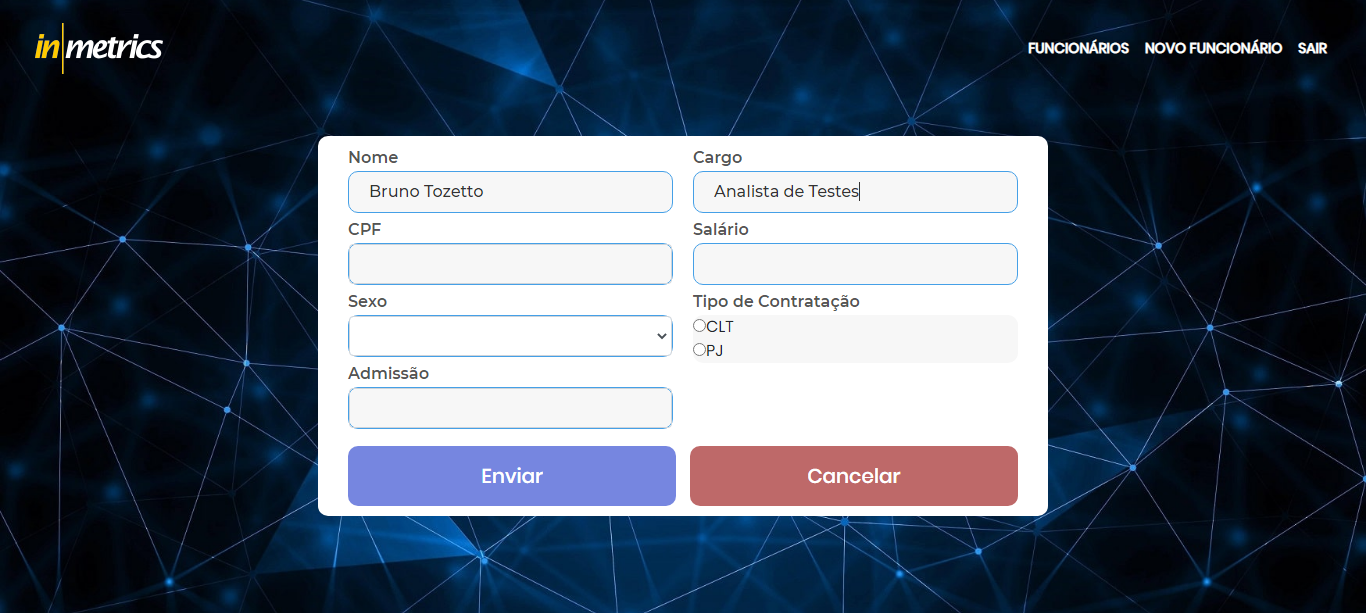 in|metrics
FUNCIONÁRIOS NOVO FUNCIONÁRIO SAIR
Nome
Cargo
Bruno Tozetto
Analista de Testes
CPF
Salário
Sexo
Tipo de Contratação
CLT
PJ
Admissão
Enviar
Cancelar